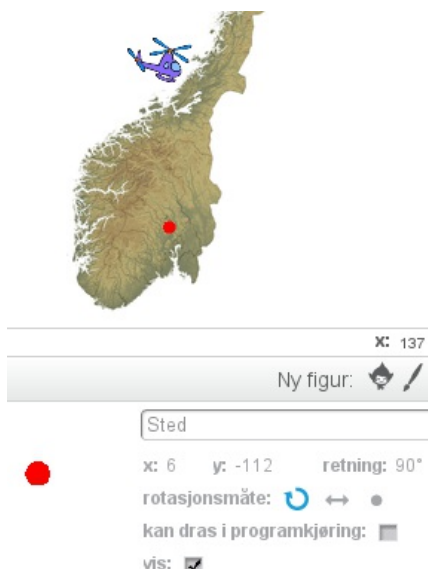 x: 137
Ny figur:
Sted
x: 6 y: -112 retning: 90°
rotasjonsmåte:
kan dras i programkjøring:
vis: